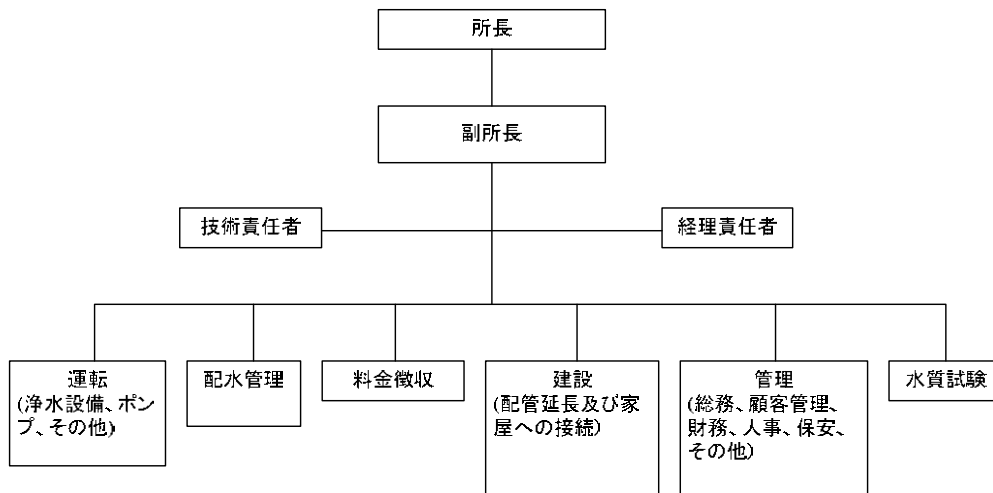 所長
副所長
技術責任者
経理責任者
運転
(浄水設備、ポン
プ、その他)
配水管理
料金徴収
建設
(配管延長及び家
屋への接続)
管理
(総務、顧客管理、
財務、人事、保安、
その他)
水質試験